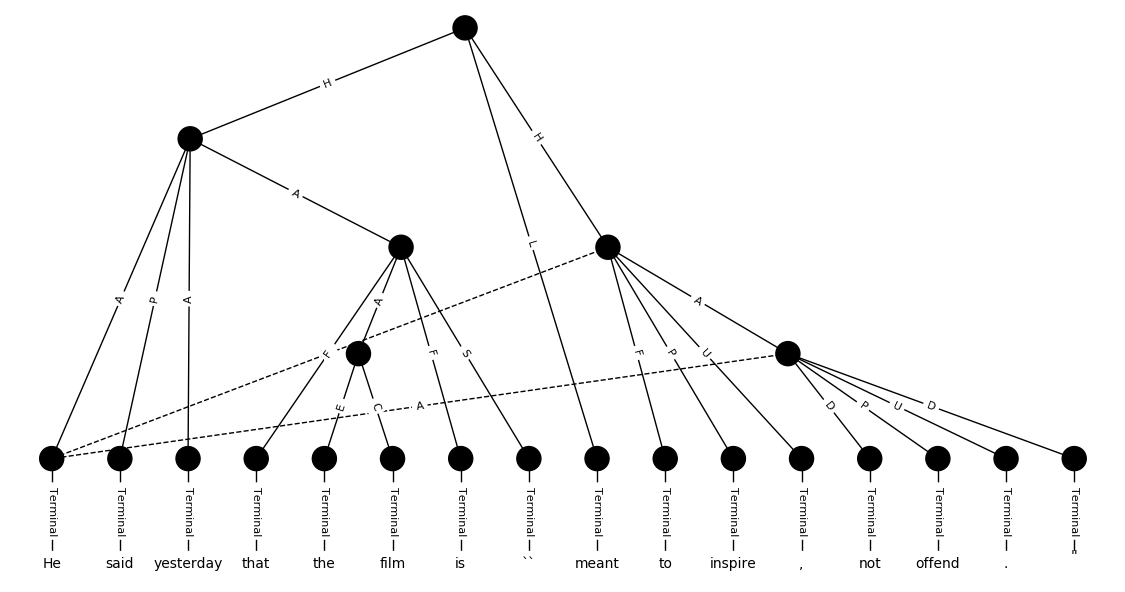 H
H
A
L
A
P
A
A
A
F
A
F
S
F
P
U
E
C
A
D
P
U
D
Terminal Terminal Terminal Terminal Terminal Terminal Terminal Terminal Terminal Terminal Terminal Terminal Terminal Terminal Terminal Terminal
He said yesterday that the film is `` meant to inspire , not offend . "